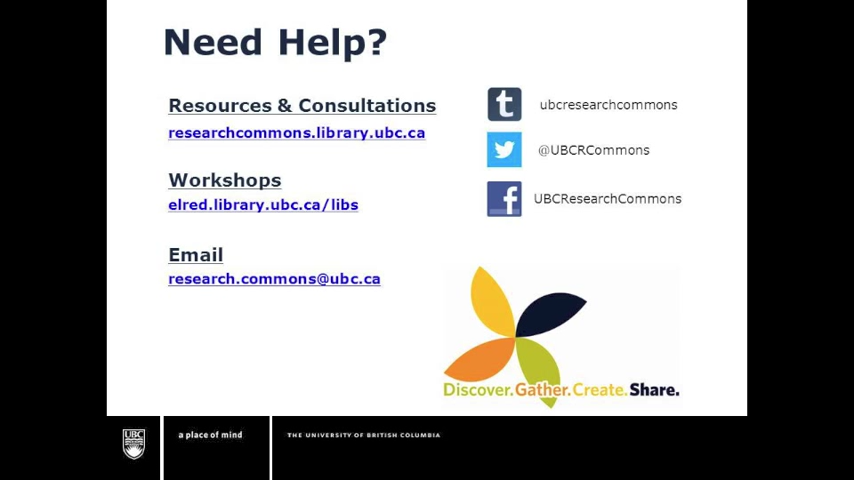 Need Help?
Resources & Consultations
researchcommons.library.ubc.ca
Workshops
elred.library.ubc.ca/libs
Email
research.commons@ubc.ca
ubcresearchcommons
@UBCRCommons
UBCResearchCommons
Discover.Gather.Create.Share.
UBC
a place of mind
THE UNIVERSITY OF BRITISH COLUMBIA